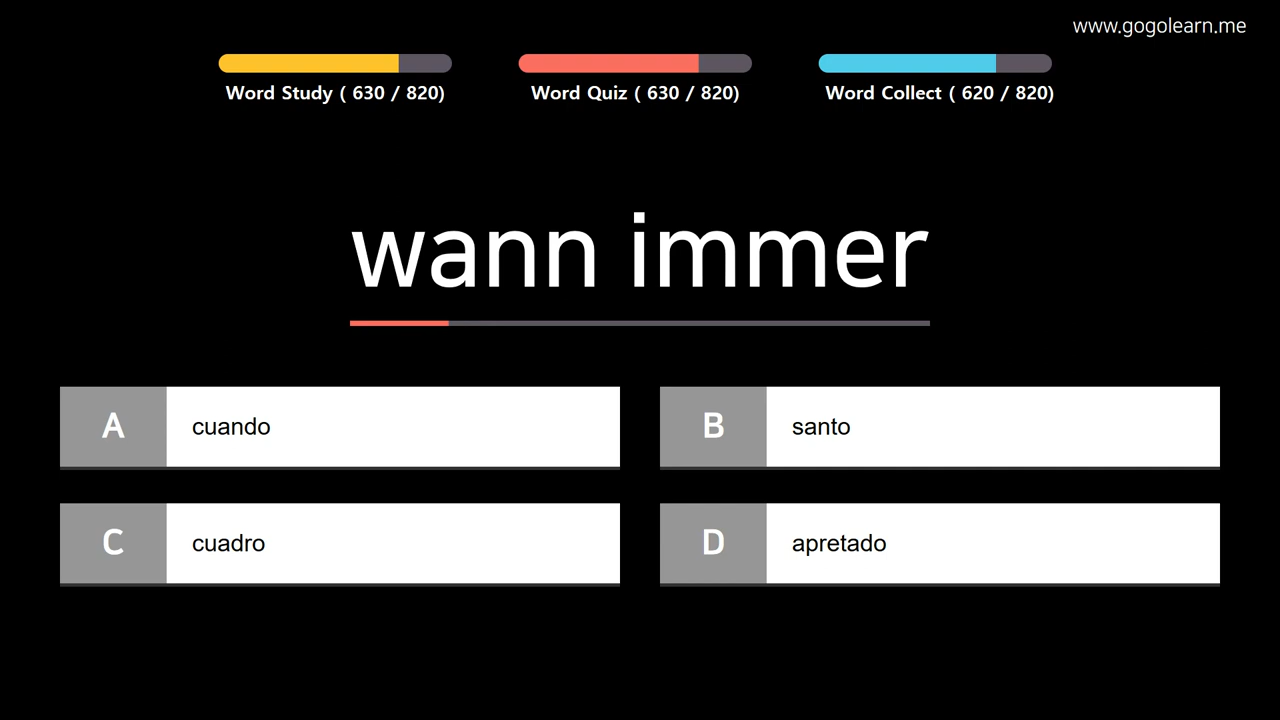 www.gogolearn.me
Word Study ( 630 / 820)
Word Quiz ( 630 / 820)
Word Collect ( 620 / 820)
wann immer
A cuando
B santo
C cuadro
D apretado